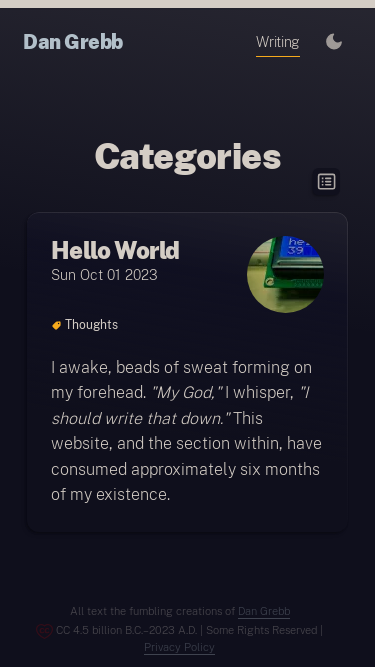 Dan Grebb
Writing
Categories
Hello World
Sun Oct 01 2023
he
39
Thoughts
I awake, beads of sweat forming on
my forehead. "My God," I whisper, "I
should write that down." This
website, and the section within, have
consumed approximately six months
of my existence.
All text the fumbling creations of Dan Grebb
CC 4.5 billion B.C.–2023 A.D. | Some Rights Reserved |
Privacy Policy